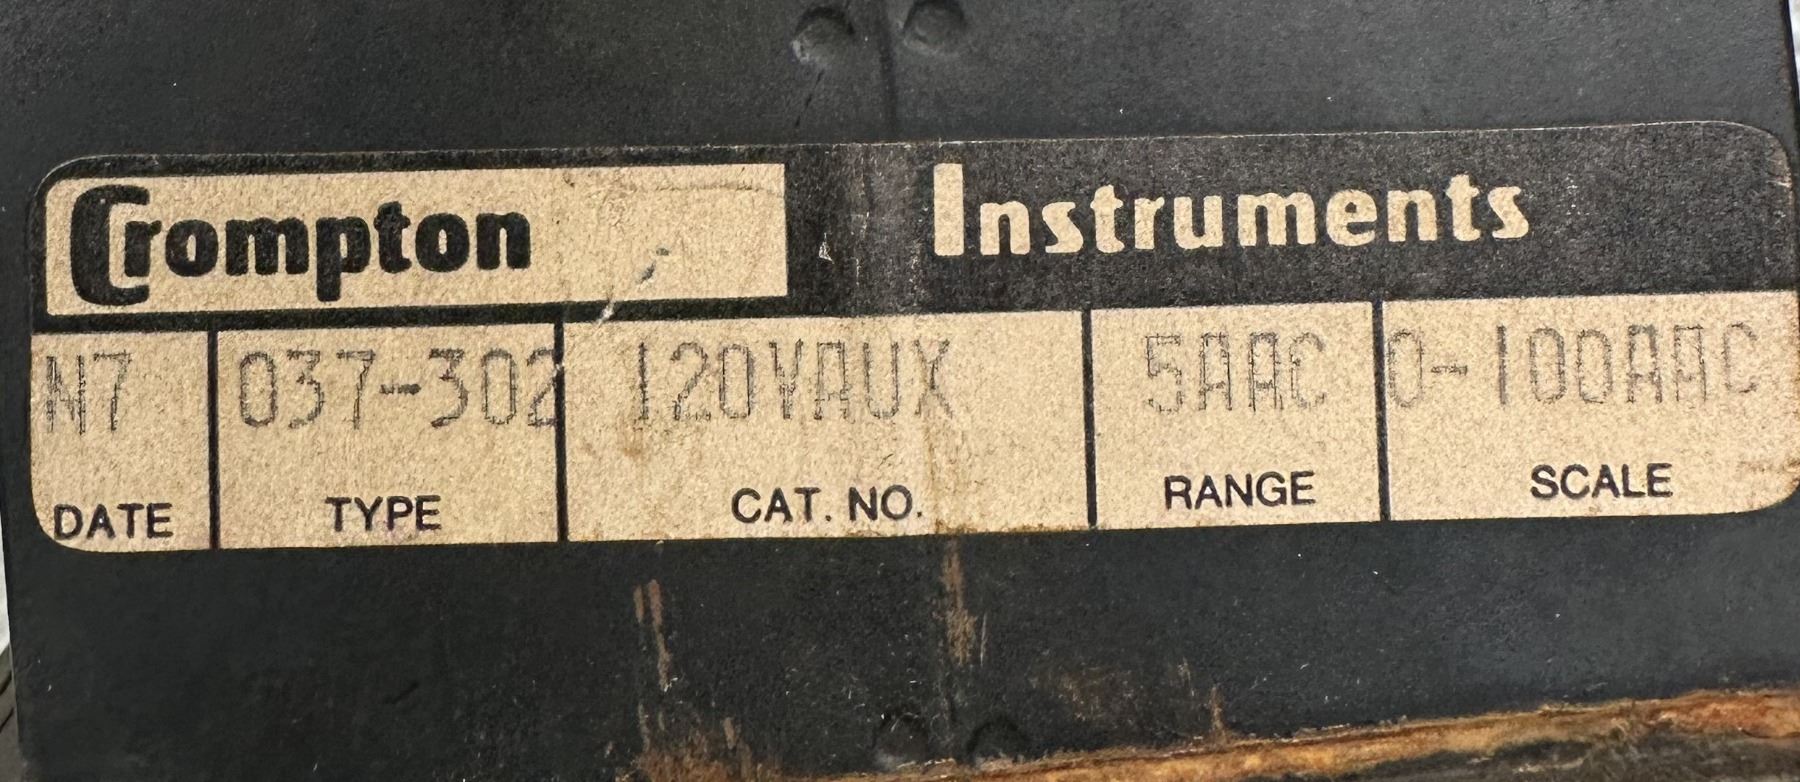 Crompton Instruments
N7 037-302 120VAUX 5AAC 0-100AAC
DATE TYPE CAT. NO. RANGE SCALE